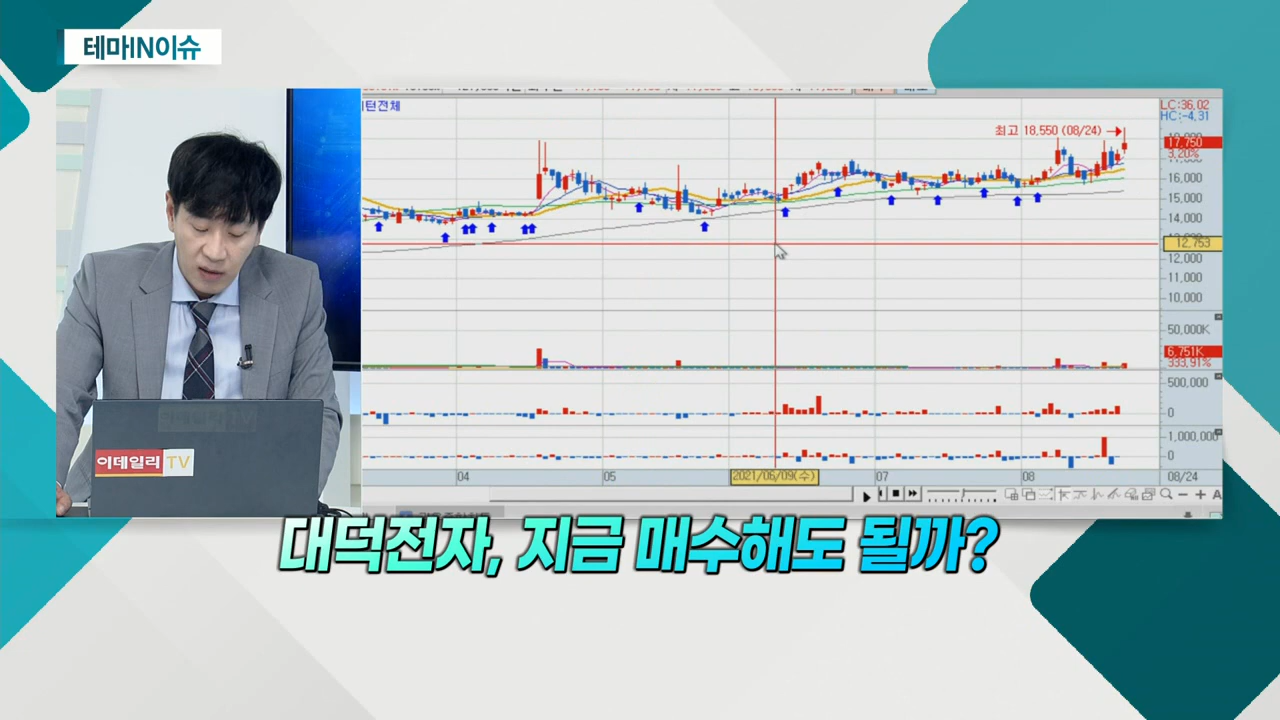 테마IN이슈
턴전체
LC:36.02
HC:-4.31
최고 18,550 (08/24)
17,750
3.20%
16,000
15,000
14,000
12,753
12,000
11,000
10,000
50,000K
6,751K
333.91%
500,000
0
1,000,000
0
04
05
2021/06/09(수)
07
08
08/24
이데일리 TV
대덕전자, 지금 매수해도 될까?